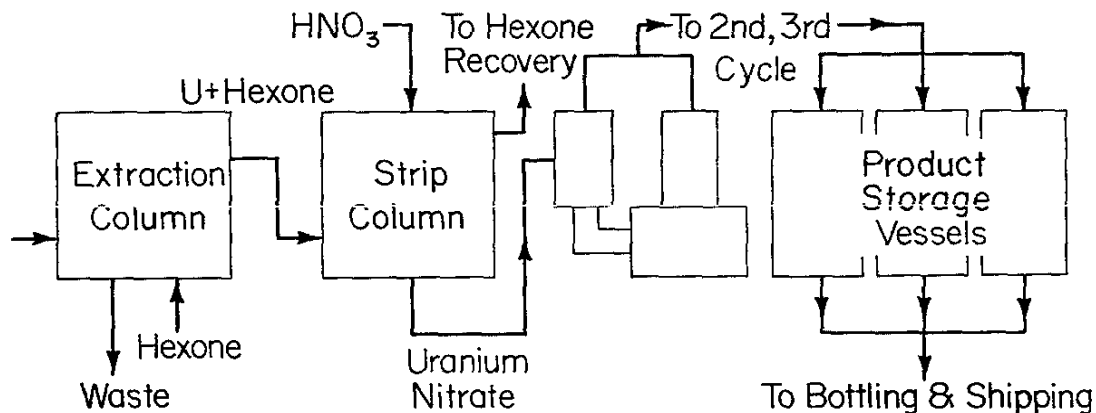 HNO₃
To Hexone
Recovery
To 2nd, 3rd
Cycle
U+Hexone
Extraction
Column
Strip
Column
Product
Storage
Vessels
Hexone
Waste
Uranium
Nitrate
To Bottling & Shipping